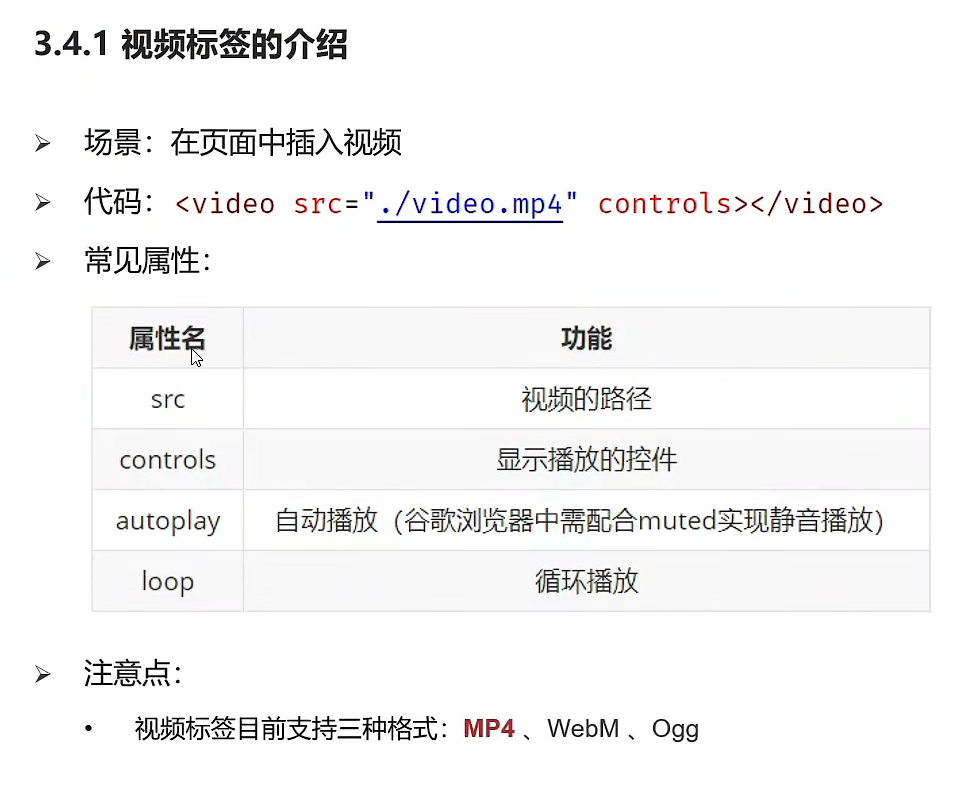 3.4.1 视频标签的介绍
➢ 场景：在页面中插入视频
➢ 代码：<video src="./video.mp4" controls></video>
➢ 常见属性：
属性名 功能
src 视频的路径
controls 显示播放的控件
autoplay 自动播放（谷歌浏览器中需配合muted实现静音播放）
loop 循环播放
➢ 注意点：
• 视频标签目前支持三种格式：MP4 、WebM 、Ogg